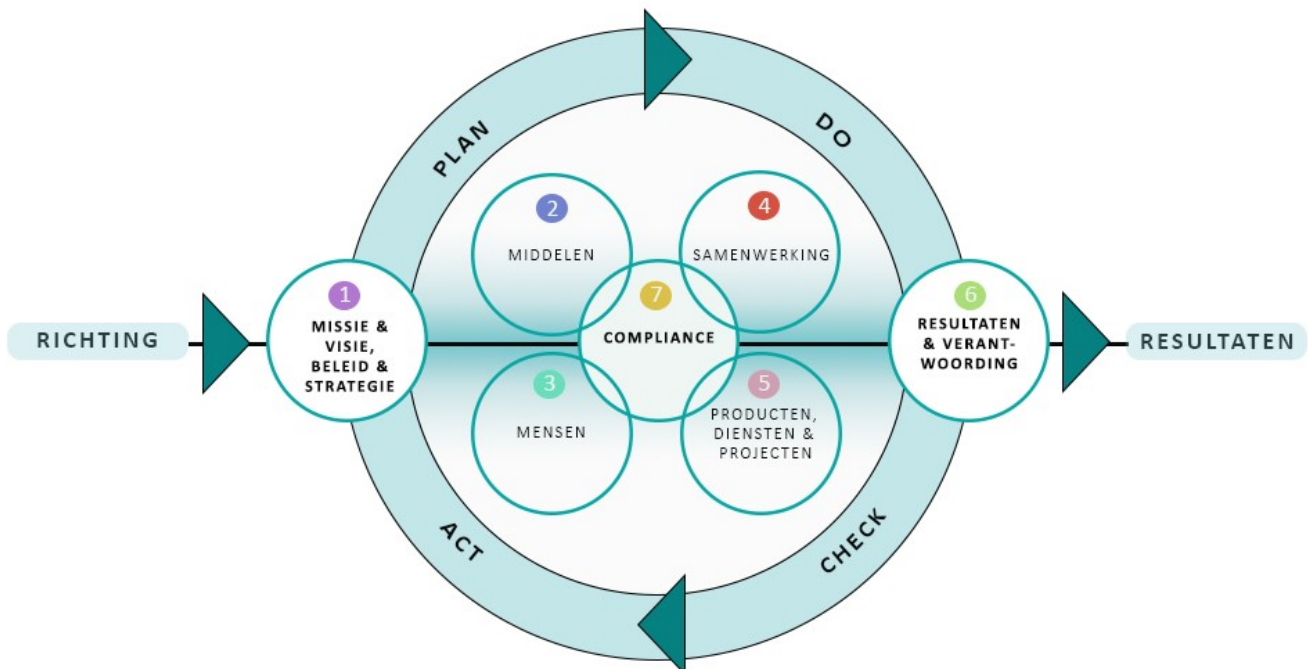 PLAN
DO
2
MIDDELEN
4
SAMENWERKING
RICHTING
1
MISSIE &
VISIE,
BELEID &
STRATEGIE
7
COMPLIANCE
6
RESULTATEN
& VERANT-
WOORDING
RESULTATEN
3
MENSEN
5
PRODUCTEN,
DIENSTEN &
PROJECTEN
ACT
CHECK